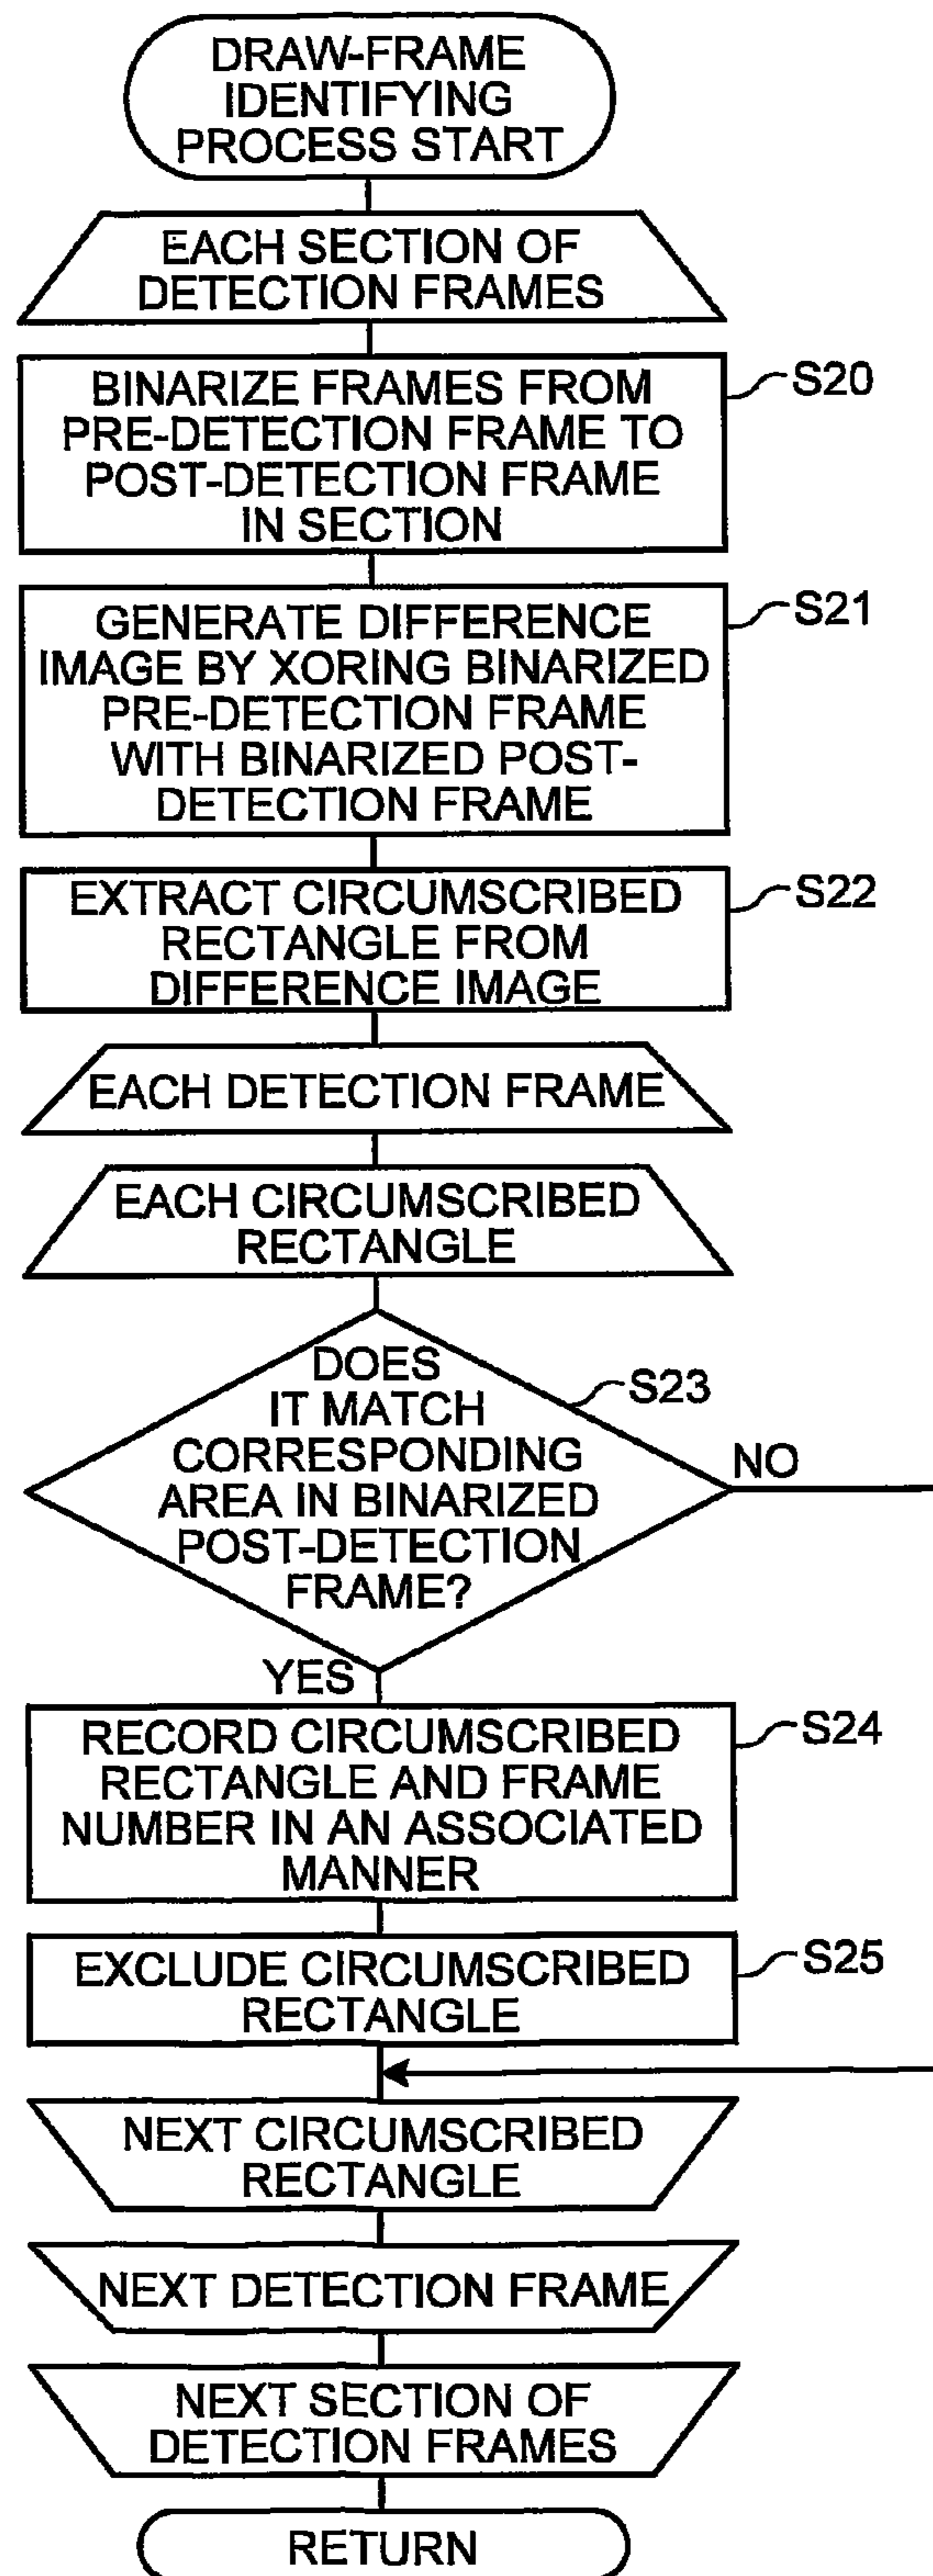 DRAW-FRAME
IDENTIFYING
PROCESS START
EACH SECTION OF
DETECTION FRAMES
BINARIZE FRAMES FROM
PRE-DETECTION FRAME TO
POST-DETECTION FRAME
IN SECTION
S20
GENERATE DIFFERENCE
IMAGE BY XORING BINARIZED
PRE-DETECTION FRAME
WITH BINARIZED POST-
DETECTION FRAME
S21
EXTRACT CIRCUMSCRIBED
RECTANGLE FROM
DIFFERENCE IMAGE
S22
EACH DETECTION FRAME
EACH CIRCUMSCRIBED
RECTANGLE
DOES
IT MATCH
CORRESPONDING
AREA IN BINARIZED
POST-DETECTION
FRAME?
S23
NO
YES
RECORD CIRCUMSCRIBED
RECTANGLE AND FRAME
NUMBER IN AN ASSOCIATED
MANNER
S24
EXCLUDE CIRCUMSCRIBED
RECTANGLE
S25
NEXT CIRCUMSCRIBED
RECTANGLE
NEXT DETECTION FRAME
NEXT SECTION OF
DETECTION FRAMES
RETURN